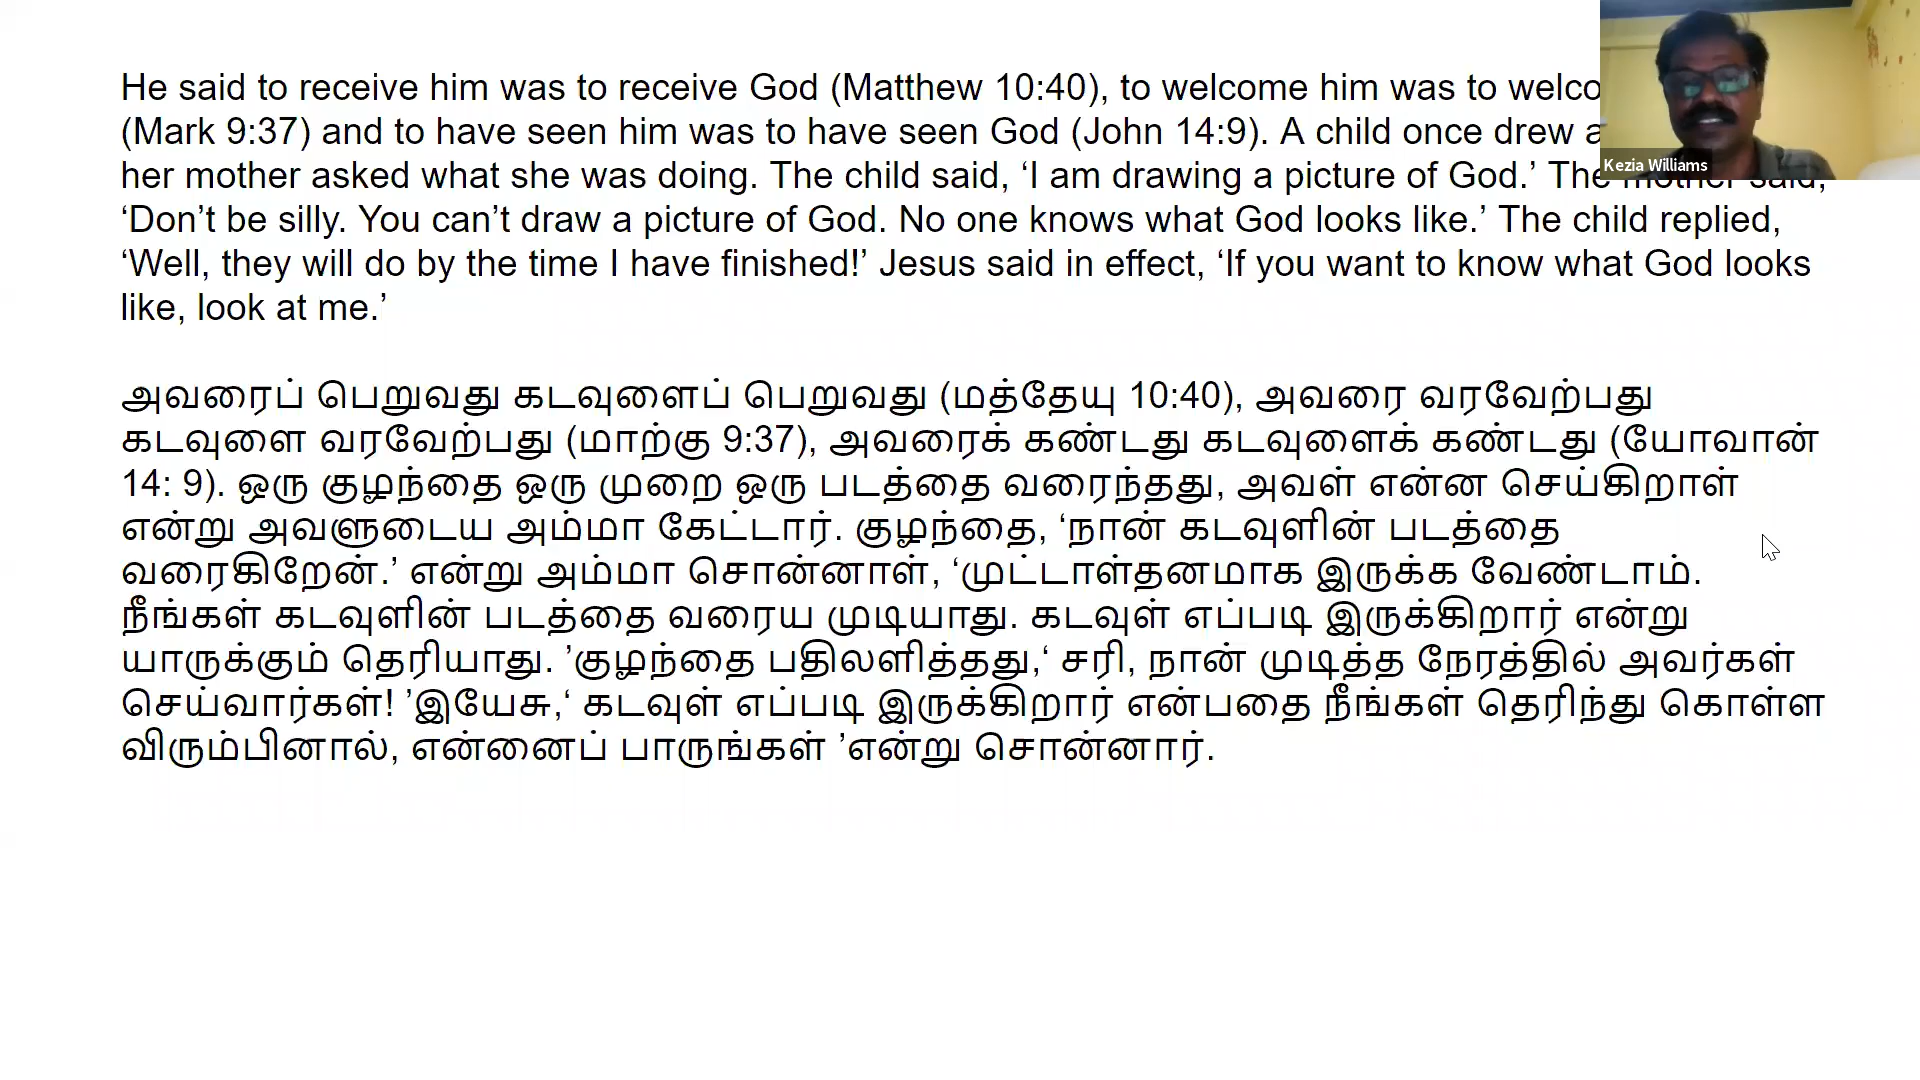 He said to receive him was to receive God (Matthew 10:40), to welcome him was to
(Mark 9:37) and to have seen him was to have seen God (John 14:9). A child once drew
her mother asked what she was doing. The child said, ‘I am drawing a picture of God.’ The mother said,
‘Don’t be silly. You can’t draw a picture of God. No one knows what God looks like.’ The child replied,
‘Well, they will do by the time I have finished!’ Jesus said in effect, ‘If you want to know what God looks
like, look at me.’
அவரைப் பெறுவது கடவுளைப் பெறுவது (மத்தேயு 10:40), அவரை வரவேற்பது
கடவுளை வரவேற்பது (மாற்கு 9:37), அவரைக் கண்டது கடவுளைக் கண்டது (யோவான்
14: 9). ஒரு குழந்தை ஒரு முறை ஒரு படத்தை வரைந்தது, அவள் என்ன செய்கிறாள்
என்று அவளுடைய அம்மா கேட்டார். குழந்தை, ‘நான் கடவுளின் படத்தை
வரைகிறேன்.’ என்று அம்மா சொன்னாள், ‘முட்டாள்தனமாக இருக்க வேண்டாம்.
நீங்கள் கடவுளின் படத்தை வரைய முடியாது. கடவுள் எப்படி இருக்கிறார் என்று
யாருக்கும் தெரியாது. ’குழந்தை பதிலளித்தது,‘ சரி, நான் முடித்த நேரத்தில் அவர்கள்
செய்வார்கள்! ’இயேசு,‘ கடவுள் எப்படி இருக்கிறார் என்பதை நீங்கள் தெரிந்து கொள்ள
விரும்பினால், என்னைப் பாருங்கள் ’என்று சொன்னார்.
Kezia Williams